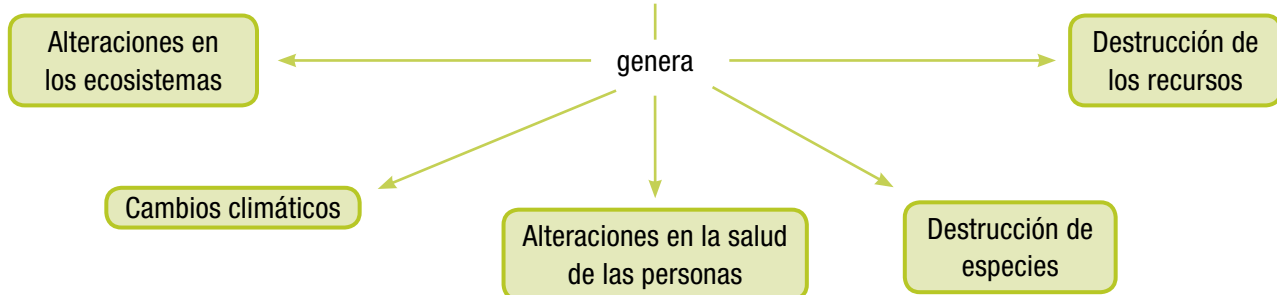 Alteraciones en
los ecosistemas
genera
Destrucción de
los recursos
Cambios climáticos
Alteraciones en la salud
de las personas
Destrucción de
especies